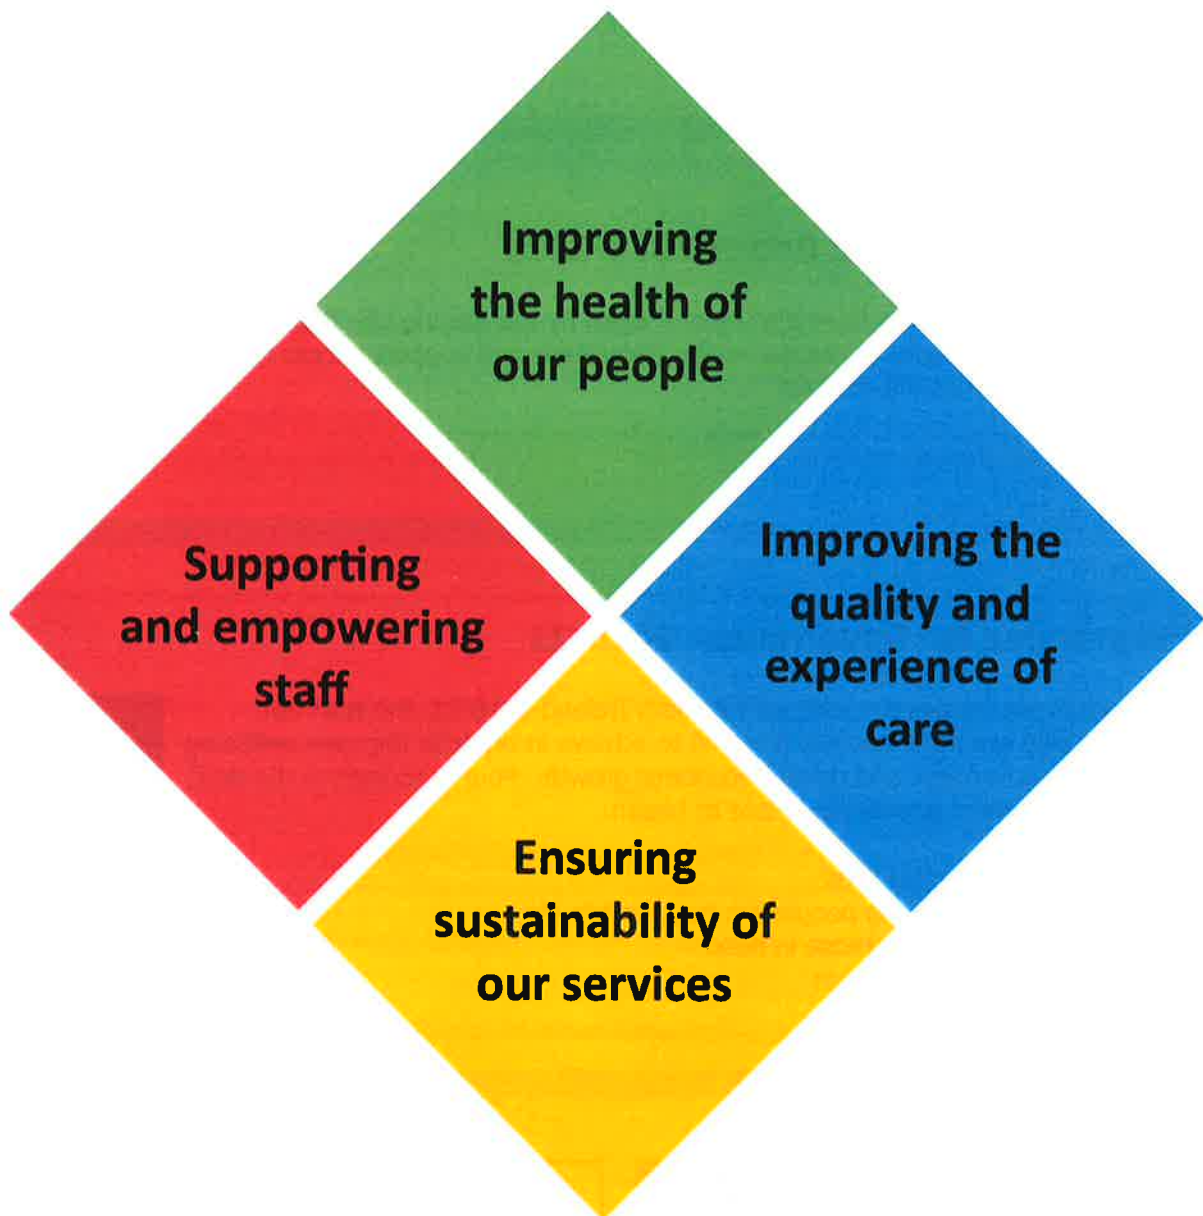 Improving
the health of
our people
Supporting
and empowering
staff
Improving the
quality and
experience of
care
Ensuring
sustainability of
our services